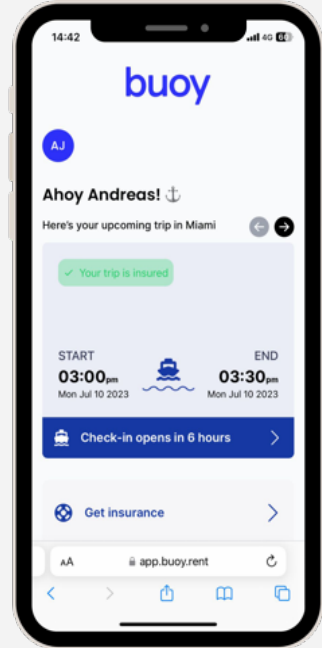 14:42 4G 66
buoy
AJ
Ahoy Andreas!
Here's your upcoming trip in Miami
Your trip is insured
START END
03:00pm 03:30pm
Mon Jul 10 2023 Mon Jul 10 2023
Check-in opens in 6 hours
Get insurance
AA app.buoy.rent